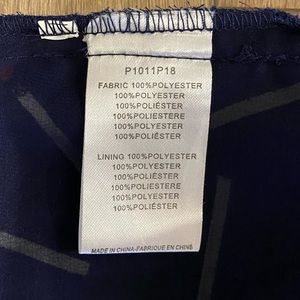 P1011P18
FABRIC 100%POLYESTER
100%POLYESTER
100%POLIÉSTER
100%POLIESTERE
100%POLYESTER
100%POLIÉSTER
LINING 100%POLYESTER
100%POLYESTER
100%POLIÉSTER
100%POLIESTERE
100%POLYESTER
100%POLIÉSTER
MADE IN CHINA-FABRIQUE EN CHINE